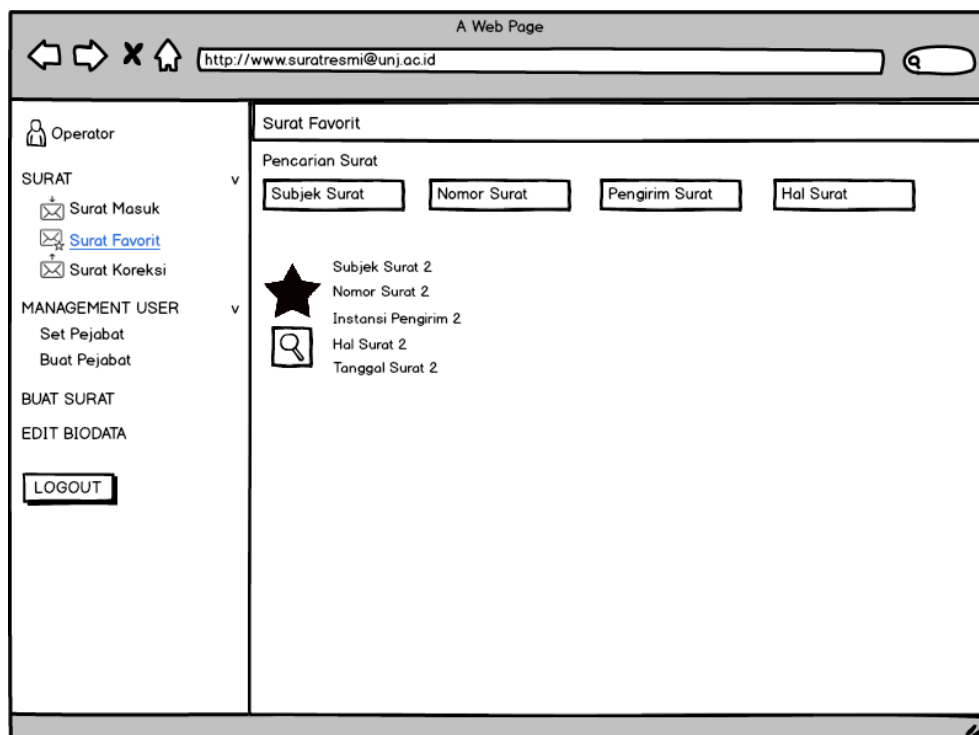 A Web Page
http://www.suratresmi@unj.ac.id
Operator
SURAT v
Surat Masuk
Surat Favorit
Surat Koreksi
MANAGEMENT USER v
Set Pejabat
Buat Pejabat
BUAT SURAT
EDIT BIODATA
LOGOUT
Surat Favorit
Pencarian Surat
Subjek Surat Nomor Surat Pengirim Surat Hal Surat
Subjek Surat 2
Nomor Surat 2
Instansi Pengirim 2
Hal Surat 2
Tanggal Surat 2